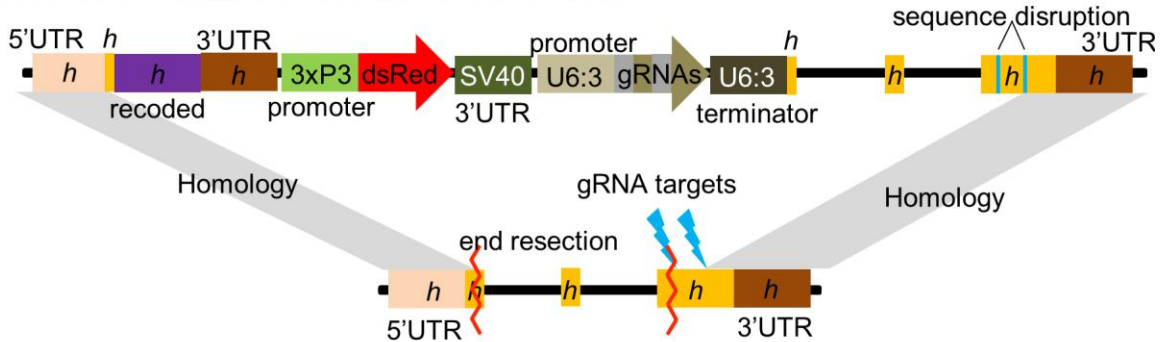 sequence disruption
5'UTR h 3'UTR promoter h 3'UTR
h h h 3xP3 dsRed SV40 U6:3 gRNAs U6:3 h h h
recoded promoter 3'UTR terminator
Homology gRNA targets Homology
end resection
h h h h h
5'UTR 3'UTR